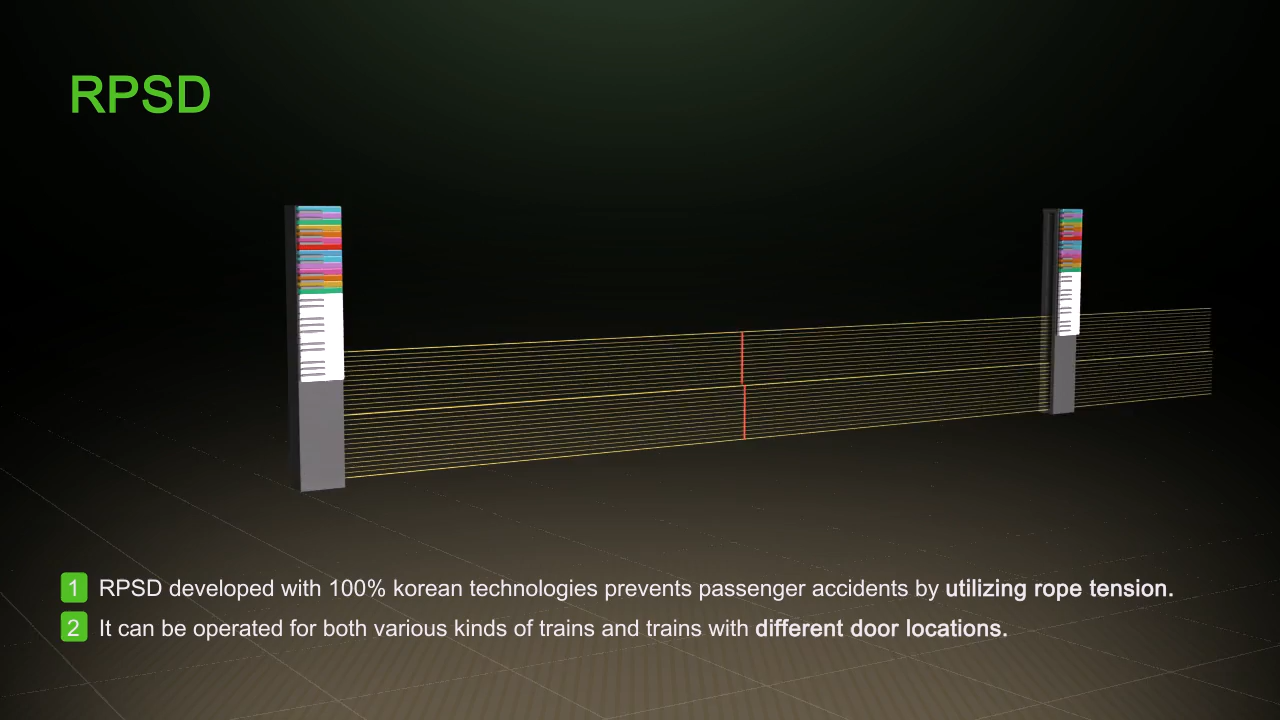 RPSD
1 RPSD developed with 100% korean technologies prevents passenger accidents by utilizing rope tension.
2 It can be operated for both various kinds of trains and trains with different door locations.